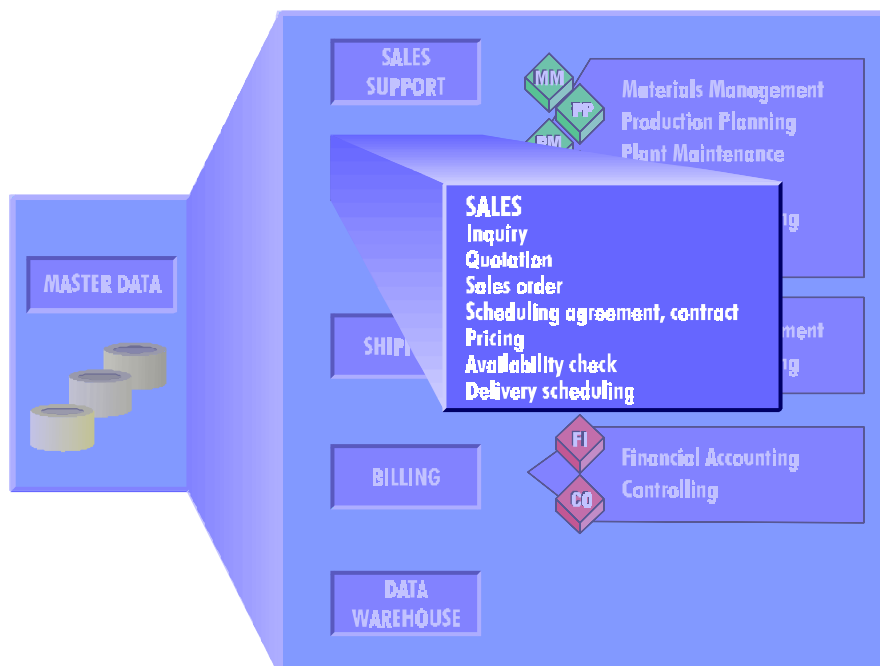 SALES
SUPPORT
MM
PP
PM
Materials Management
Production Planning
Plant Maintenance
MASTER DATA
SALES
Inquiry
Quotation
Sales order
Scheduling agreement, contract
Pricing
Availability check
Delivery scheduling
BILLING
FI
CO
Financial Accounting
Controlling
DATA
WAREHOUSE